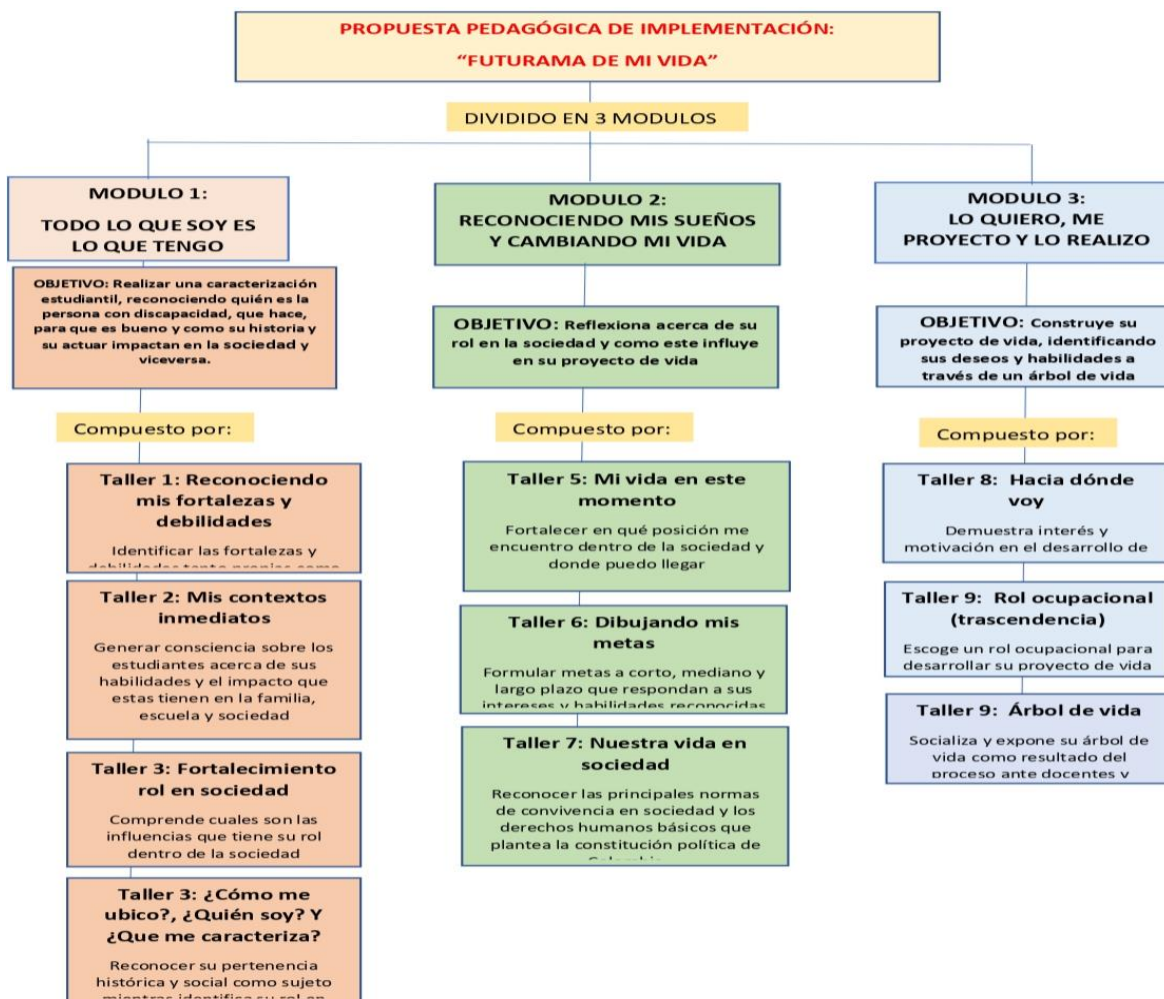 PROPUESTA PEDAGÓGICA DE IMPLEMENTACIÓN:
“FUTURAMA DE MI VIDA”
DIVIDIDO EN 3 MODULOS
MODULO 1:
TODO LO QUE SOY ES
LO QUE TENGO
OBJETIVO: Realizar una caracterización
estudiantil, reconociendo quién es la
persona con discapacidad, que hace,
para que es bueno y como su historia y
su actuar impactan en la sociedad y
viceversa.
Compuesto por:
Taller 1: Reconociendo
mis fortalezas y
debilidades
Identificar las fortalezas y
debilidades tanto propias como
Taller 2: Mis contextos
inmediatos
Generar consciencia sobre los
estudiantes acerca de sus
habilidades y el impacto que
estas tienen en la familia,
escuela y sociedad
Taller 3: Fortalecimiento
rol en sociedad
Comprende cuales son las
influencias que tiene su rol
dentro de la sociedad
Taller 3: ¿Cómo me
ubico?, ¿Quién soy? Y
¿Que me caracteriza?
Reconocer su pertenencia
histórica y social como sujeto
mientras identifica su rol en
MODULO 2:
RECONOCIENDO MIS SUEÑOS
Y CAMBIANDO MI VIDA
OBJETIVO: Reflexiona acerca de su
rol en la sociedad y como este influye
en su proyecto de vida
Compuesto por:
Taller 5: Mi vida en este
momento
Fortalecer en qué posición me
encuentro dentro de la sociedad y
donde puedo llegar
Taller 6: Dibujando mis
metas
Formular metas a corto, mediano y
largo plazo que respondan a sus
intereses y habilidades reconocidas
Taller 7: Nuestra vida en
sociedad
Reconocer las principales normas
de convivencia en sociedad y los
derechos humanos básicos que
plantea la constitución política de
MODULO 3:
LO QUIERO, ME
PROYECTO Y LO REALIZO
OBJETIVO: Construye su
proyecto de vida, identificando
sus deseos y habilidades a
través de un árbol de vida
Compuesto por:
Taller 8: Hacia dónde
voy
Demuestra interés y
motivación en el desarrollo de
Taller 9: Rol ocupacional
(trascendencia)
Escoge un rol ocupacional para
desarrollar su proyecto de vida
Taller 9: Árbol de vida
Socializa y expone su árbol de
vida como resultado del
proceso ante docentes y